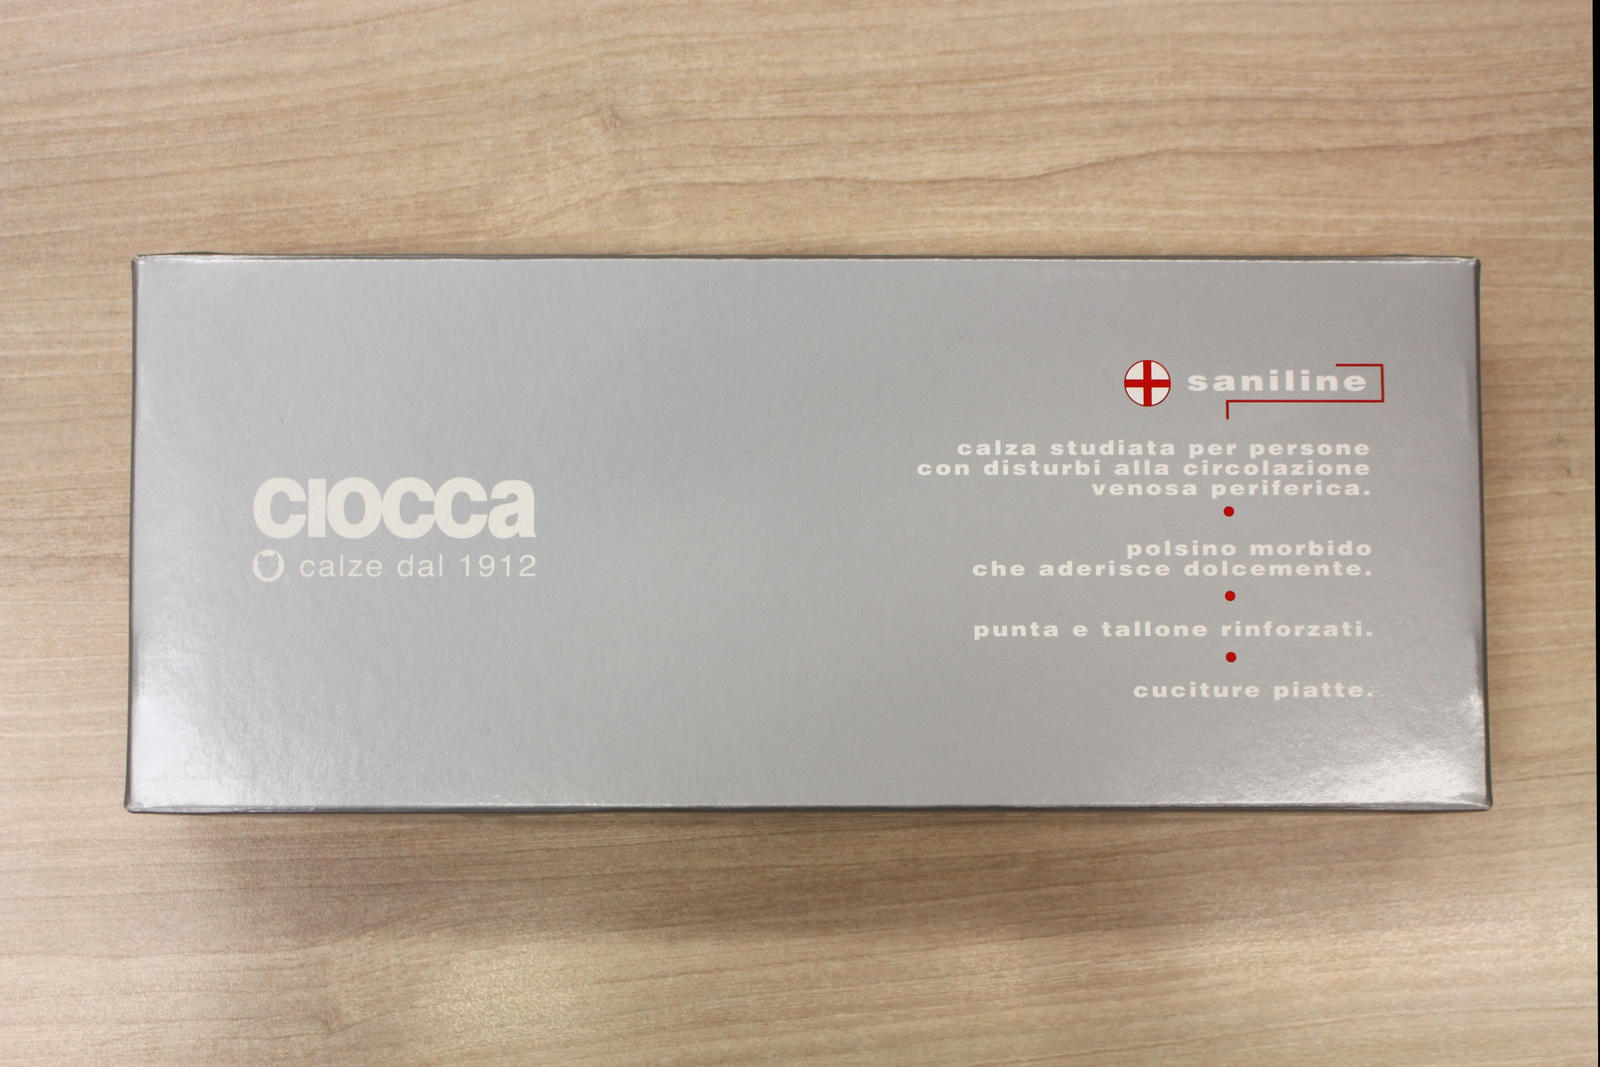 cıocca
calze dal 1912
saniline
calza studiata per persone
con disturbi alla circolazione
venosa periferica.
polsino morbido
che aderisce dolcemente.
punta e tallone rinforzati.
cuciture piatte.